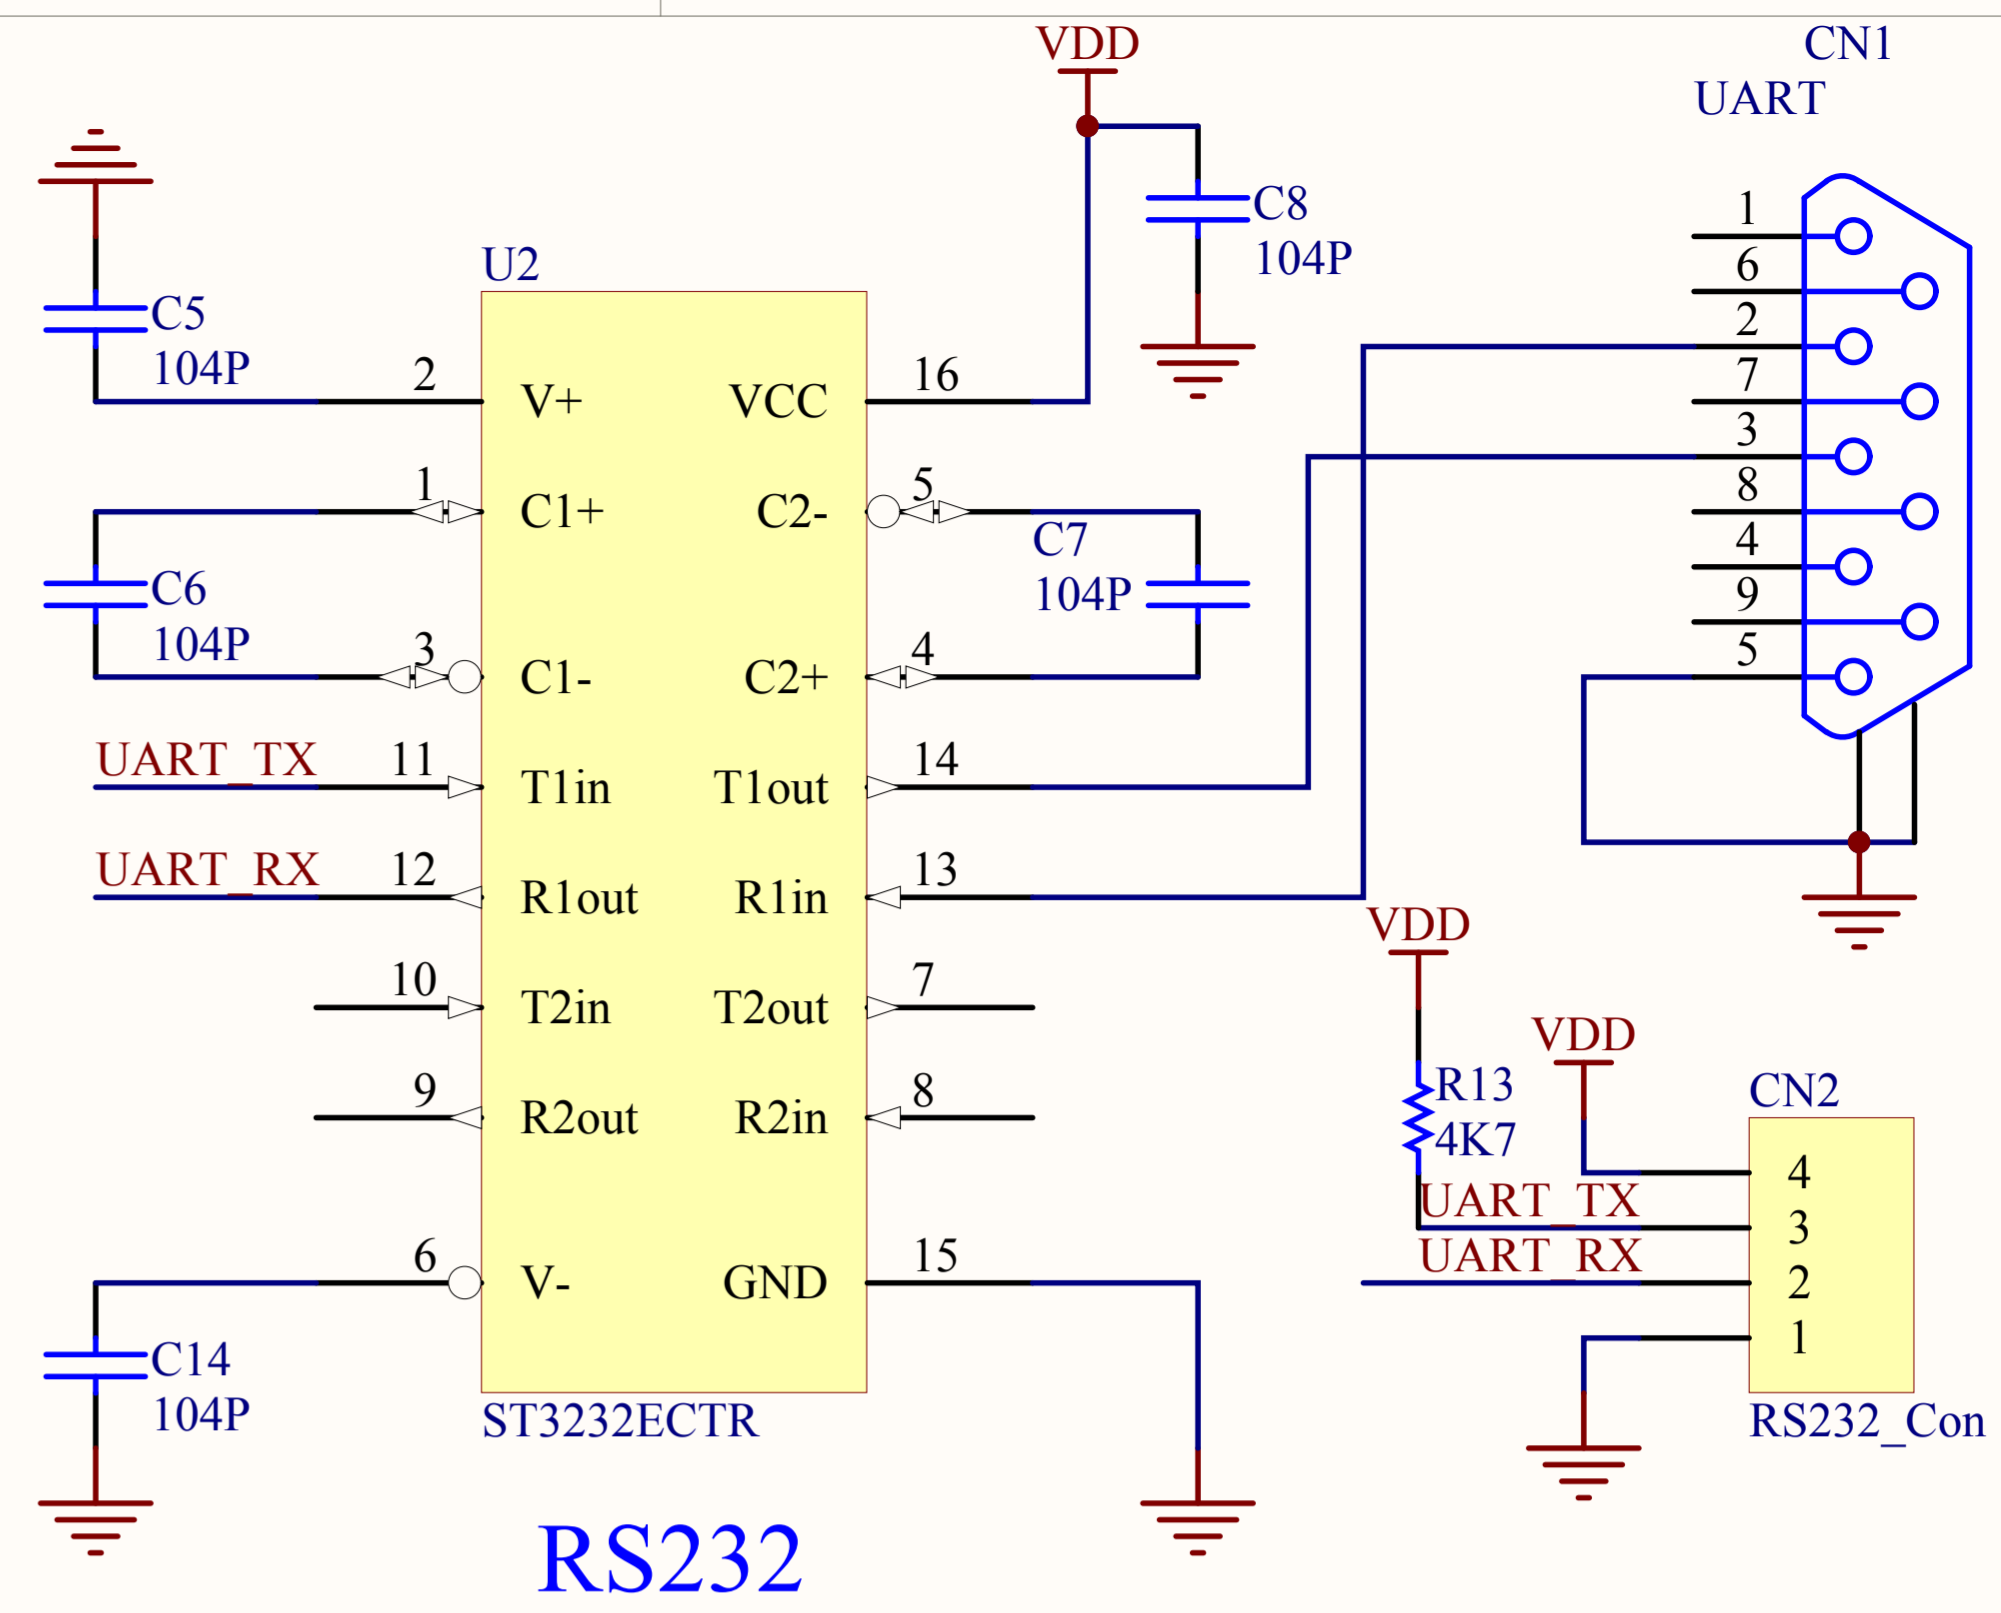 VDD
CN1
UART
C5
104P
U2
C8
104P
1
6
2
7
3
8
4
9
5
2
V+
VCC
16
1
C1+
C2-
5
C6
104P
C7
104P
3
C1-
C2+
4
UART_TX
11
T1in
T1out
14
UART_RX
12
R1out
R1in
13
10
T2in
T2out
7
9
R2out
R2in
8
6
V-
GND
15
C14
104P
ST3232ECTR
VDD
R13
4K7
VDD
CN2
UART_TX
UART_RX
4
3
2
1
RS232_Con
RS232